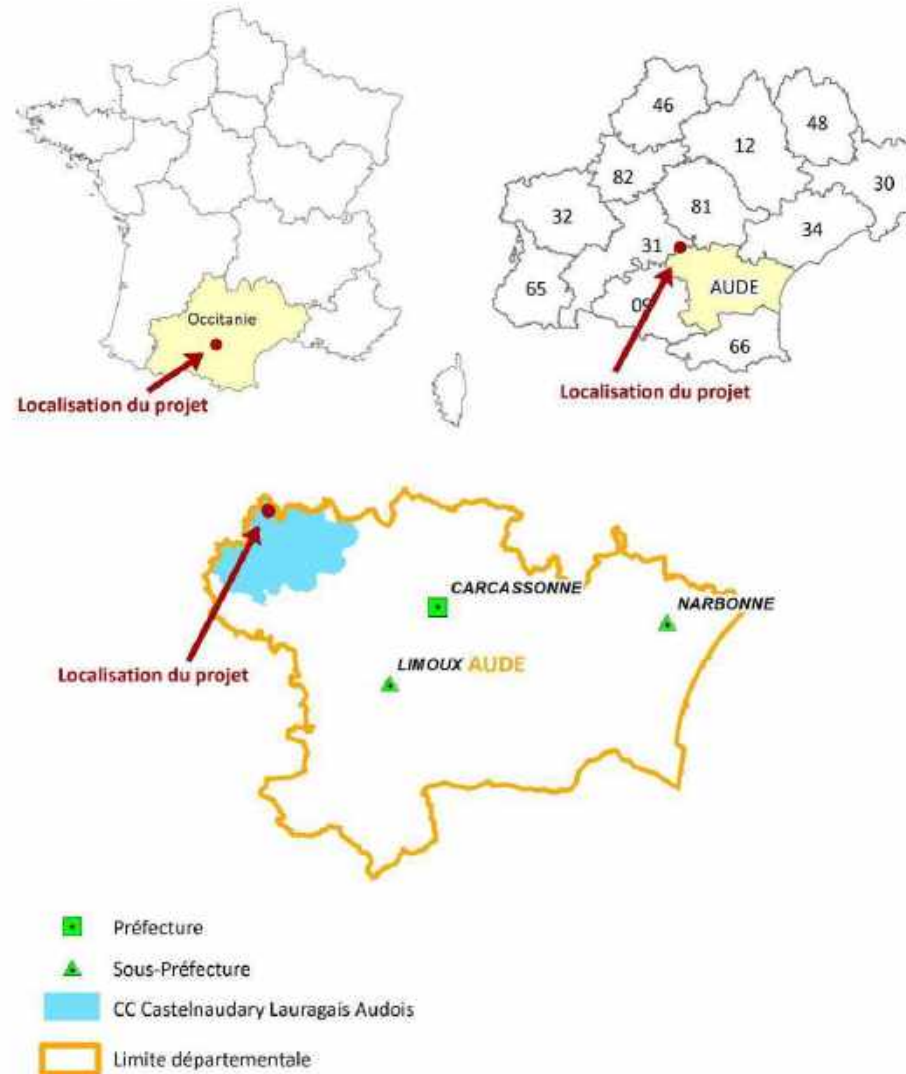 Occitanie
Localisation du projet
46
48
12
82
30
32
81
34
31
65
AUDE
09
66
Localisation du projet
CARCASSONNE
NARBONNE
LIMOUX AUDE
Localisation du projet
Préfecture
Sous-Préfecture
CC Castelnaudary Lauragais Audois
Limite départementale